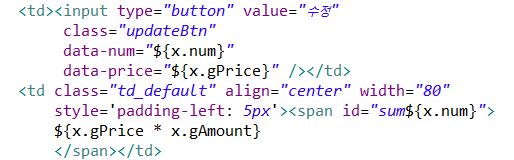 <td><input type="button" value="수정"
class="updateBtn"
data-num="${x.num}"
data-price="${x.gPrice}" /></td>
<td class="td_default" align="center" width="80"
style='padding-left: 5px'><span id="sum${x.num}">
${x.gPrice * x.gAmount}
</span></td>